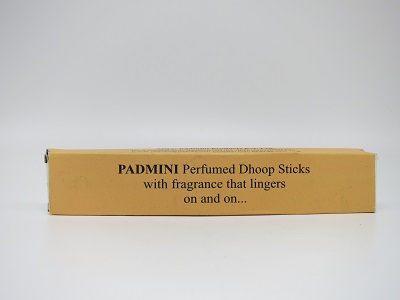 PADMINI Perfumed Dhoop Sticks
with fragrance that lingers
on and on...